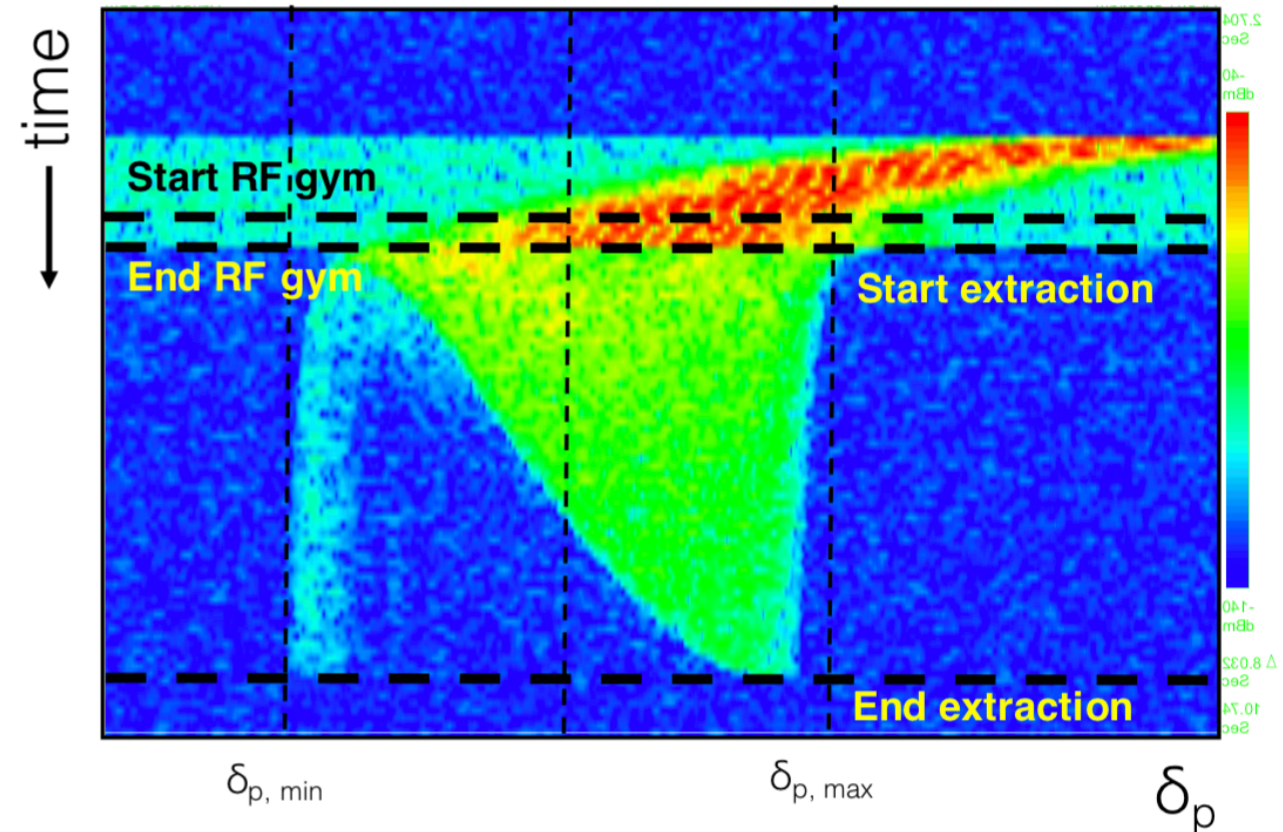 time
2.704
Sec
-40
dBm
Start RF gym
End RF gym
Start extraction
-140
dBm
Δ 8.032
Sec
10.74
Sec
End extraction
δp, min
δp, max
δp